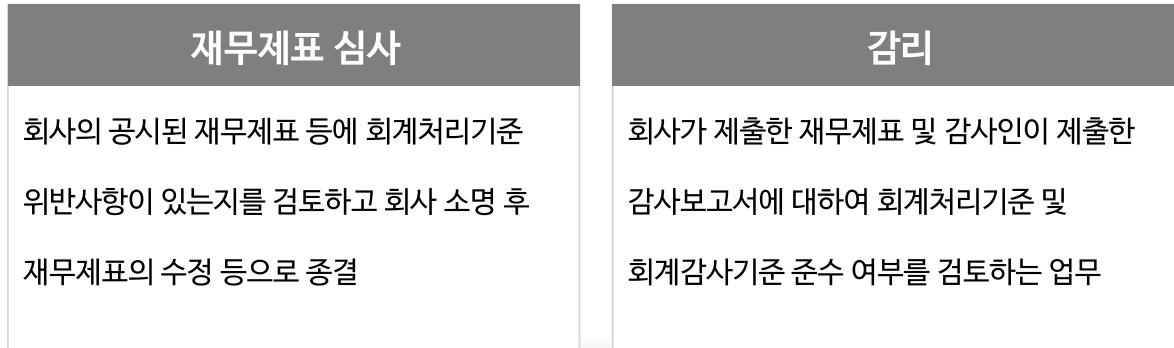 재무제표 심사
회사의 공시된 재무제표 등에 회계처리기준
위반사항이 있는지를 검토하고 회사 소명 후
재무제표의 수정 등으로 종결
감리
회사가 제출한 재무제표 및 감사인이 제출한
감사보고서에 대하여 회계처리기준 및
회계감사기준 준수 여부를 검토하는 업무